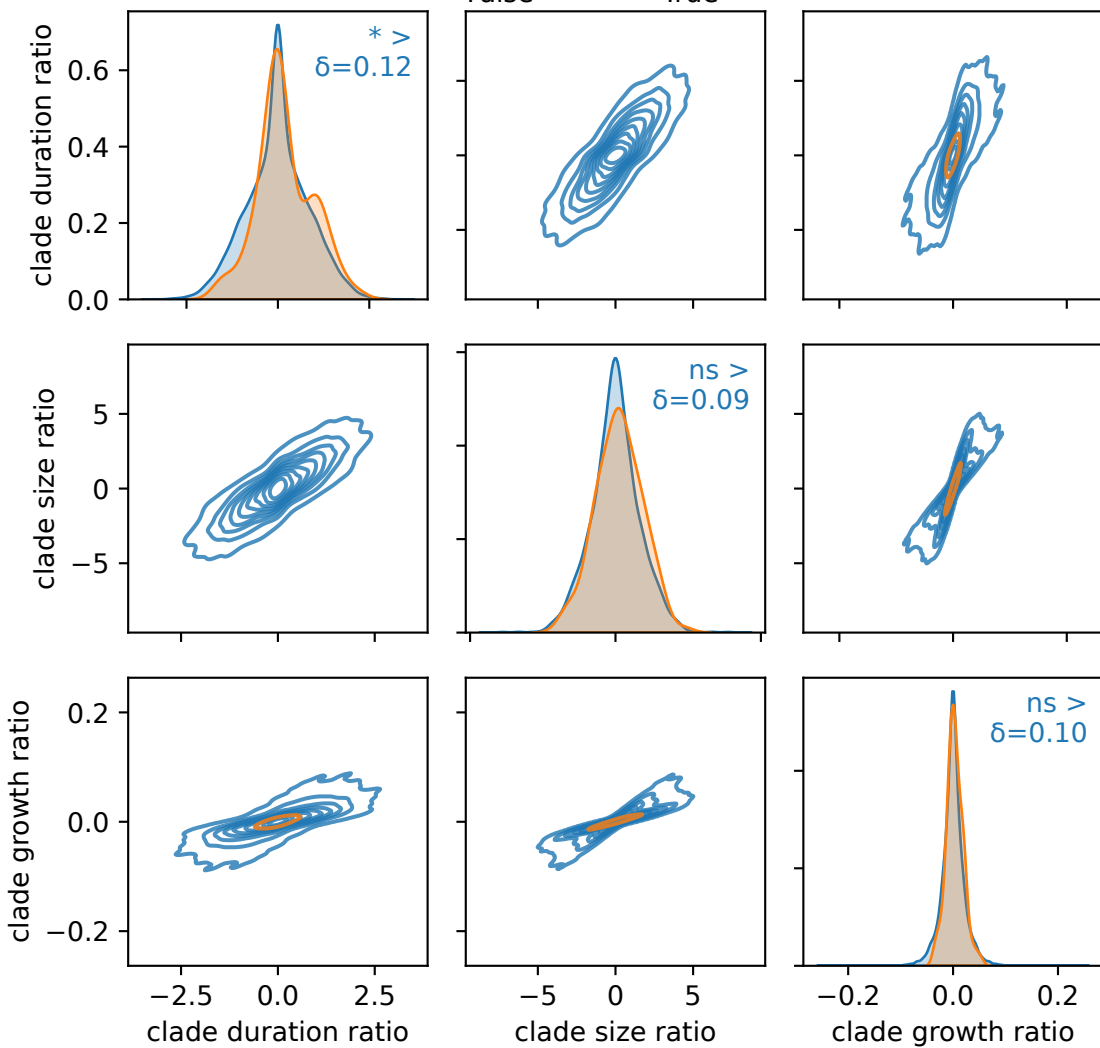 clade duration ratio
0.6
0.4
0.2
0.0
* >
δ=0.12
clade size ratio
5
0
−5
ns >
δ=0.09
clade growth ratio
0.2
0.0
−0.2
ns >
δ=0.10
−2.5 0.0 2.5
−5 0 5
−0.2 0.0 0.2
clade duration ratio
clade size ratio
clade growth ratio